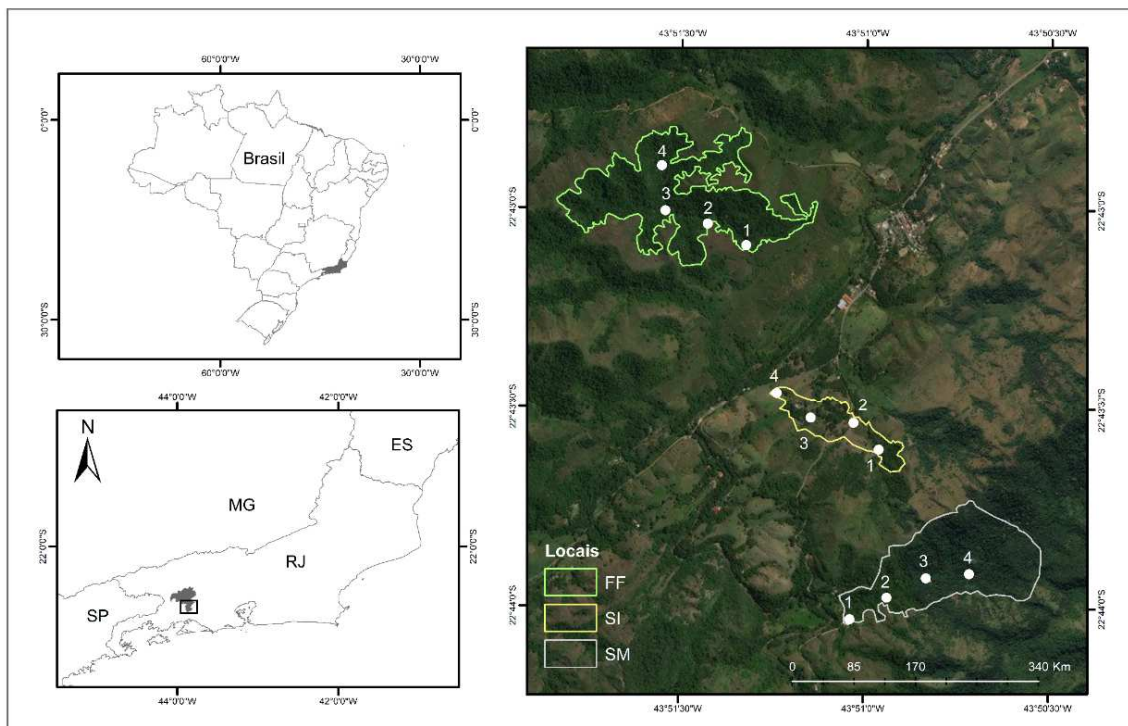 60°0'0"W 30°0'0"W
0°0'0" 0°0'0"
Brasil
30°0'0"S 30°0'0"S
60°0'0"W 30°0'0"W
44°0'0"W 42°0'0"W
N
ES
MG
22°0'0"S 22°0'0"S
RJ
SP
44°0'0"W 42°0'0"W
43°51'30"W 43°51'0"W 43°50'30"W
4
3
2
1
22°43'0"S 22°43'0"S
4
2
3
1
22°43'30"S 22°43'30"S
3 4
2
1
22°44'0"S 22°44'0"S
Locais
FF
SI
SM
0 85 170 340 Km
43°51'30"W 43°51'0"W 43°50'30"W